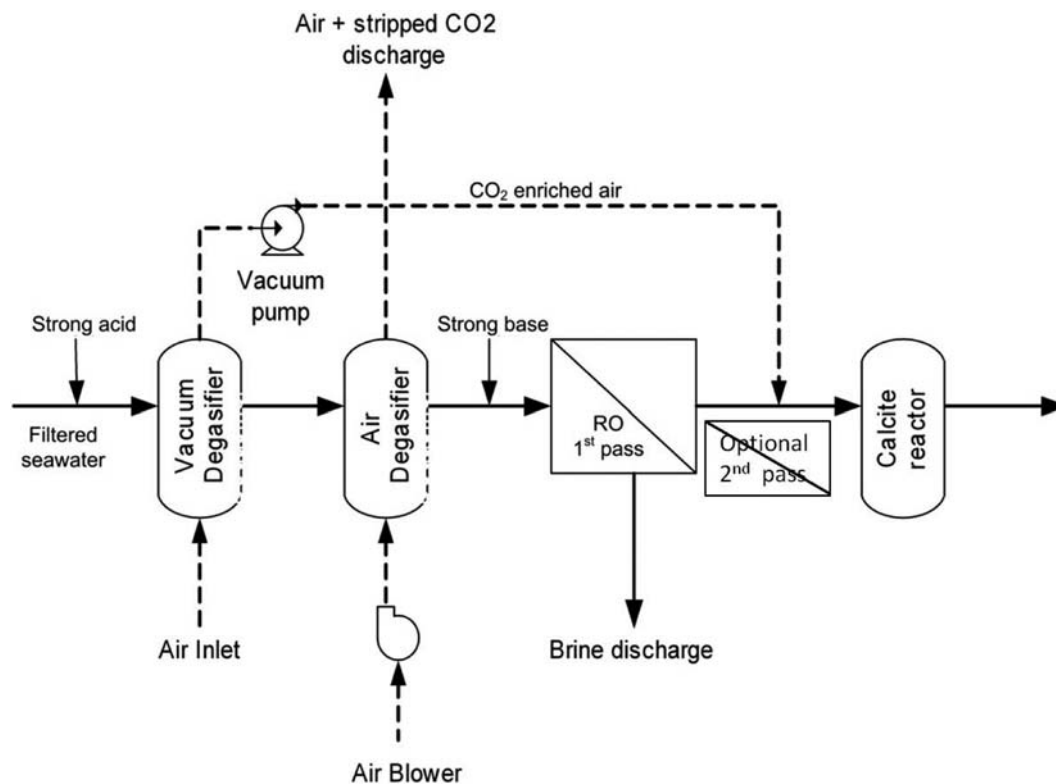 Air + stripped CO2
discharge
CO₂ enriched air
Vacuum
pump
Strong acid
Strong base
Filtered
seawater
Vacuum
Degasifier
Air
Degasifier
RO
1st pass
Optional
2nd pass
Calcite
reactor
Air Inlet
Brine discharge
Air Blower